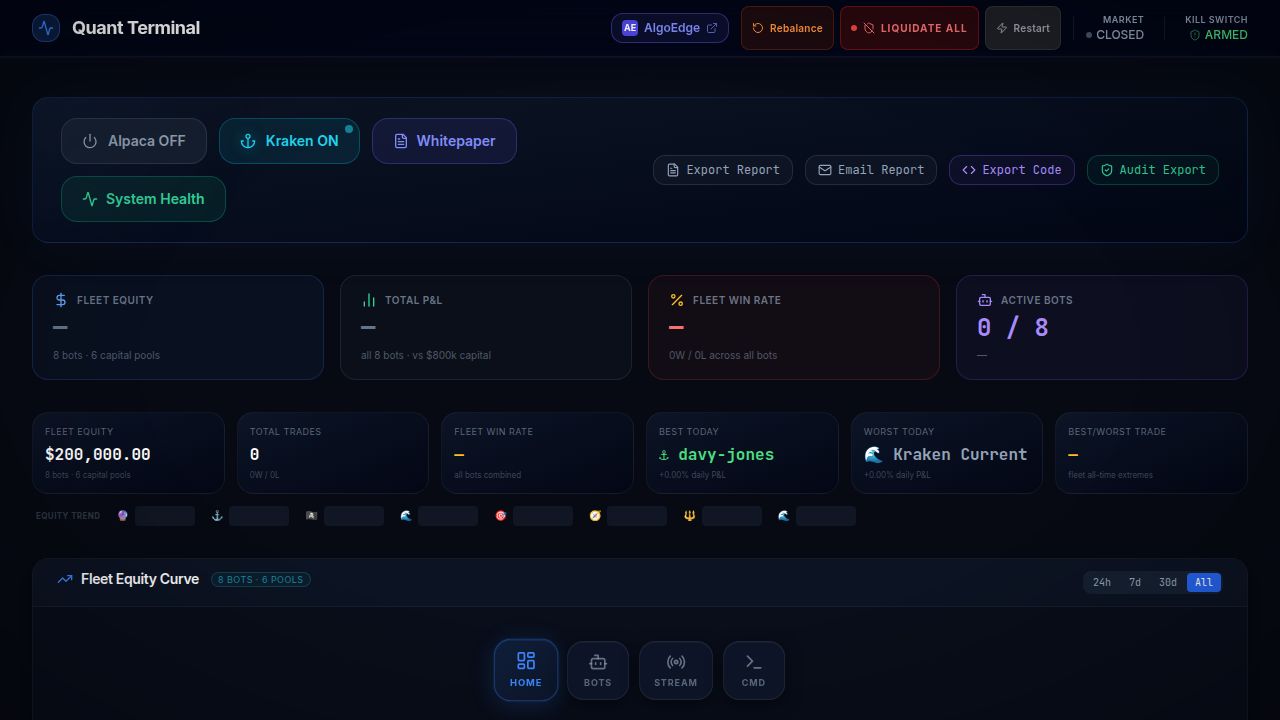 Quant Terminal
AE AlgoEdge
Rebalance
LIQUIDATE ALL
Restart
MARKET
CLOSED
KILL SWITCH
ARMED
Alpaca OFF
Kraken ON
Whitepaper
System Health
Export Report
Email Report
Export Code
Audit Export
FLEET EQUITY
—
8 bots · 6 capital pools
TOTAL P&L
—
all 8 bots · vs $800k capital
FLEET WIN RATE
—
0W / 0L across all bots
ACTIVE BOTS
0 / 8
—
FLEET EQUITY
$200,000.00
8 bots · 6 capital pools
TOTAL TRADES
0
0W / 0L
FLEET WIN RATE
—
all bots combined
BEST TODAY
⚓ davy-jones
+0.00% daily P&L
WORST TODAY
🌊 Kraken Current
+0.00% daily P&L
BEST/WORST TRADE
—
fleet all-time extremes
EQUITY TREND
Fleet Equity Curve
8 BOTS · 6 POOLS
24h 7d 30d All
HOME
BOTS
STREAM
CMD